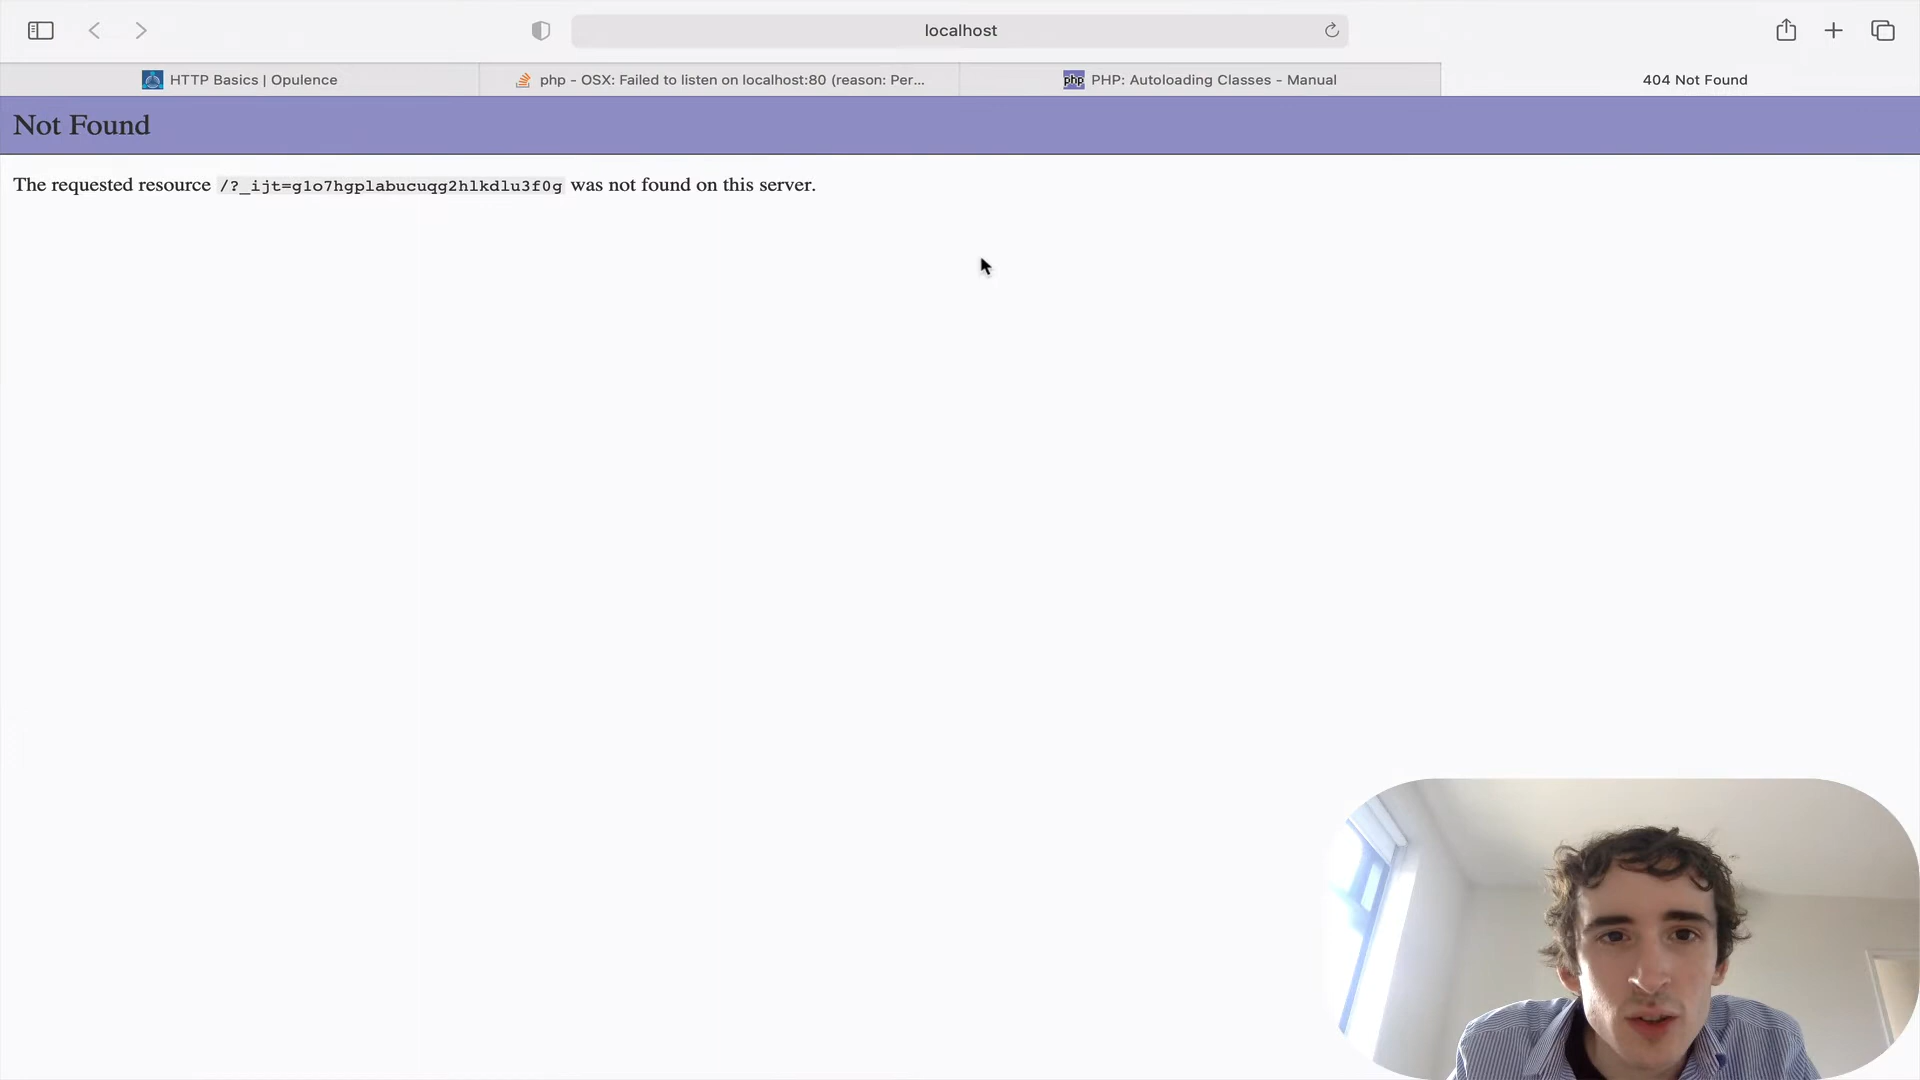 localhost
HTTP Basics | Opulence
php - OSX: Failed to listen on localhost:80 (reason: Per...
php PHP: Autoloading Classes - Manual
404 Not Found
Not Found
The requested resource /?_ijt=g1o7hgplabucuqg2hlkdlu3f0g was not found on this server.